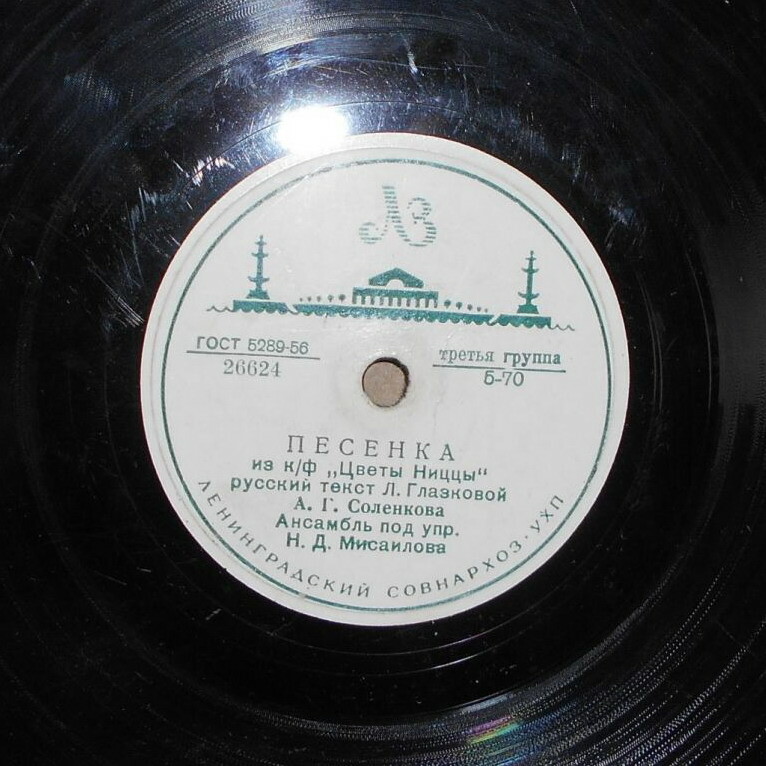 ЛЗ
ГОСТ 5289-56
26624
третья группа
5-70
ПЕСЕНКА
из к/ф „Цветы Ниццы“
русский текст Л. Глазковой
А. Г. Соленкова
Ансамбль под упр.
Н. Д. Мисаилова
ЛЕНИНГРАДСКИЙ СОВНАРХОЗ·УХП